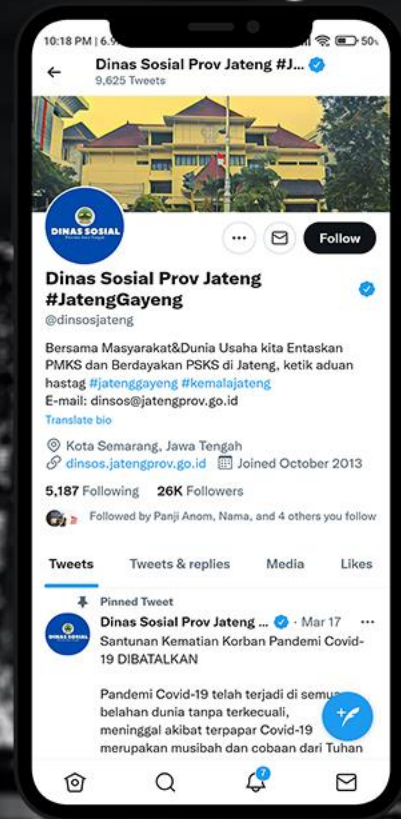 10:18 PM | 6.9
50%
Dinas Sosial Prov Jateng #J...
9,625 Tweets
DINAS SOSIAL
Follow
Dinas Sosial Prov Jateng
#JatengGayeng
@dinsosjateng
Bersama Masyarakat&Dunia Usaha kita Entaskan
PMKS dan Berdayakan PSKS di Jateng, ketik aduan
hastag #jatenggayeng #kemalajateng
E-mail: dinsos@jatengprov.go.id
Translate bio
Kota Semarang, Jawa Tengah
dinsos.jatengprov.go.id Joined October 2013
5,187 Following 26K Followers
Followed by Panji Anom, Nama, and 4 others you follow
Tweets Tweets & replies Media Likes
Pinned Tweet
Dinas Sosial Prov Jateng ... · Mar 17 ...
DINAS SOSIAL
Santunan Kematian Korban Pandemi Covid-
19 DIBATALKAN
Pandemi Covid-19 telah terjadi di semua
belahan dunia tanpa terkecuali,
meninggal akibat terpapar Covid-19
merupakan musibah dan cobaan dari Tuhan
7